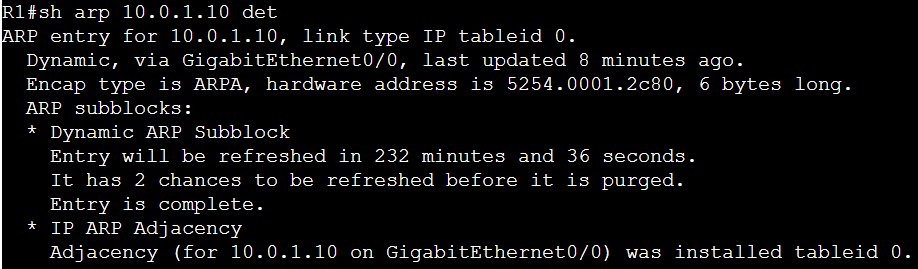 R1#sh arp 10.0.1.10 det
ARP entry for 10.0.1.10, link type IP tableid 0.
  Dynamic, via GigabitEthernet0/0, last updated 8 minutes ago.
  Encap type is ARPA, hardware address is 5254.0001.2c80, 6 bytes long.
  ARP subblocks:
  * Dynamic ARP Subblock
    Entry will be refreshed in 232 minutes and 36 seconds.
    It has 2 chances to be refreshed before it is purged.
    Entry is complete.
  * IP ARP Adjacency
    Adjacency (for 10.0.1.10 on GigabitEthernet0/0) was installed tableid 0.